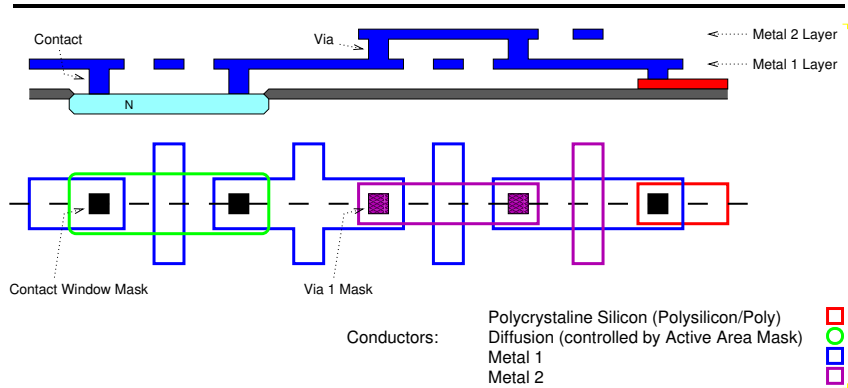 Contact
Via
Metal 2 Layer
Metal 1 Layer
N
Contact Window Mask
Via 1 Mask
Conductors:
Polycrystaline Silicon (Polysilicon/Poly)
Diffusion (controlled by Active Area Mask)
Metal 1
Metal 2